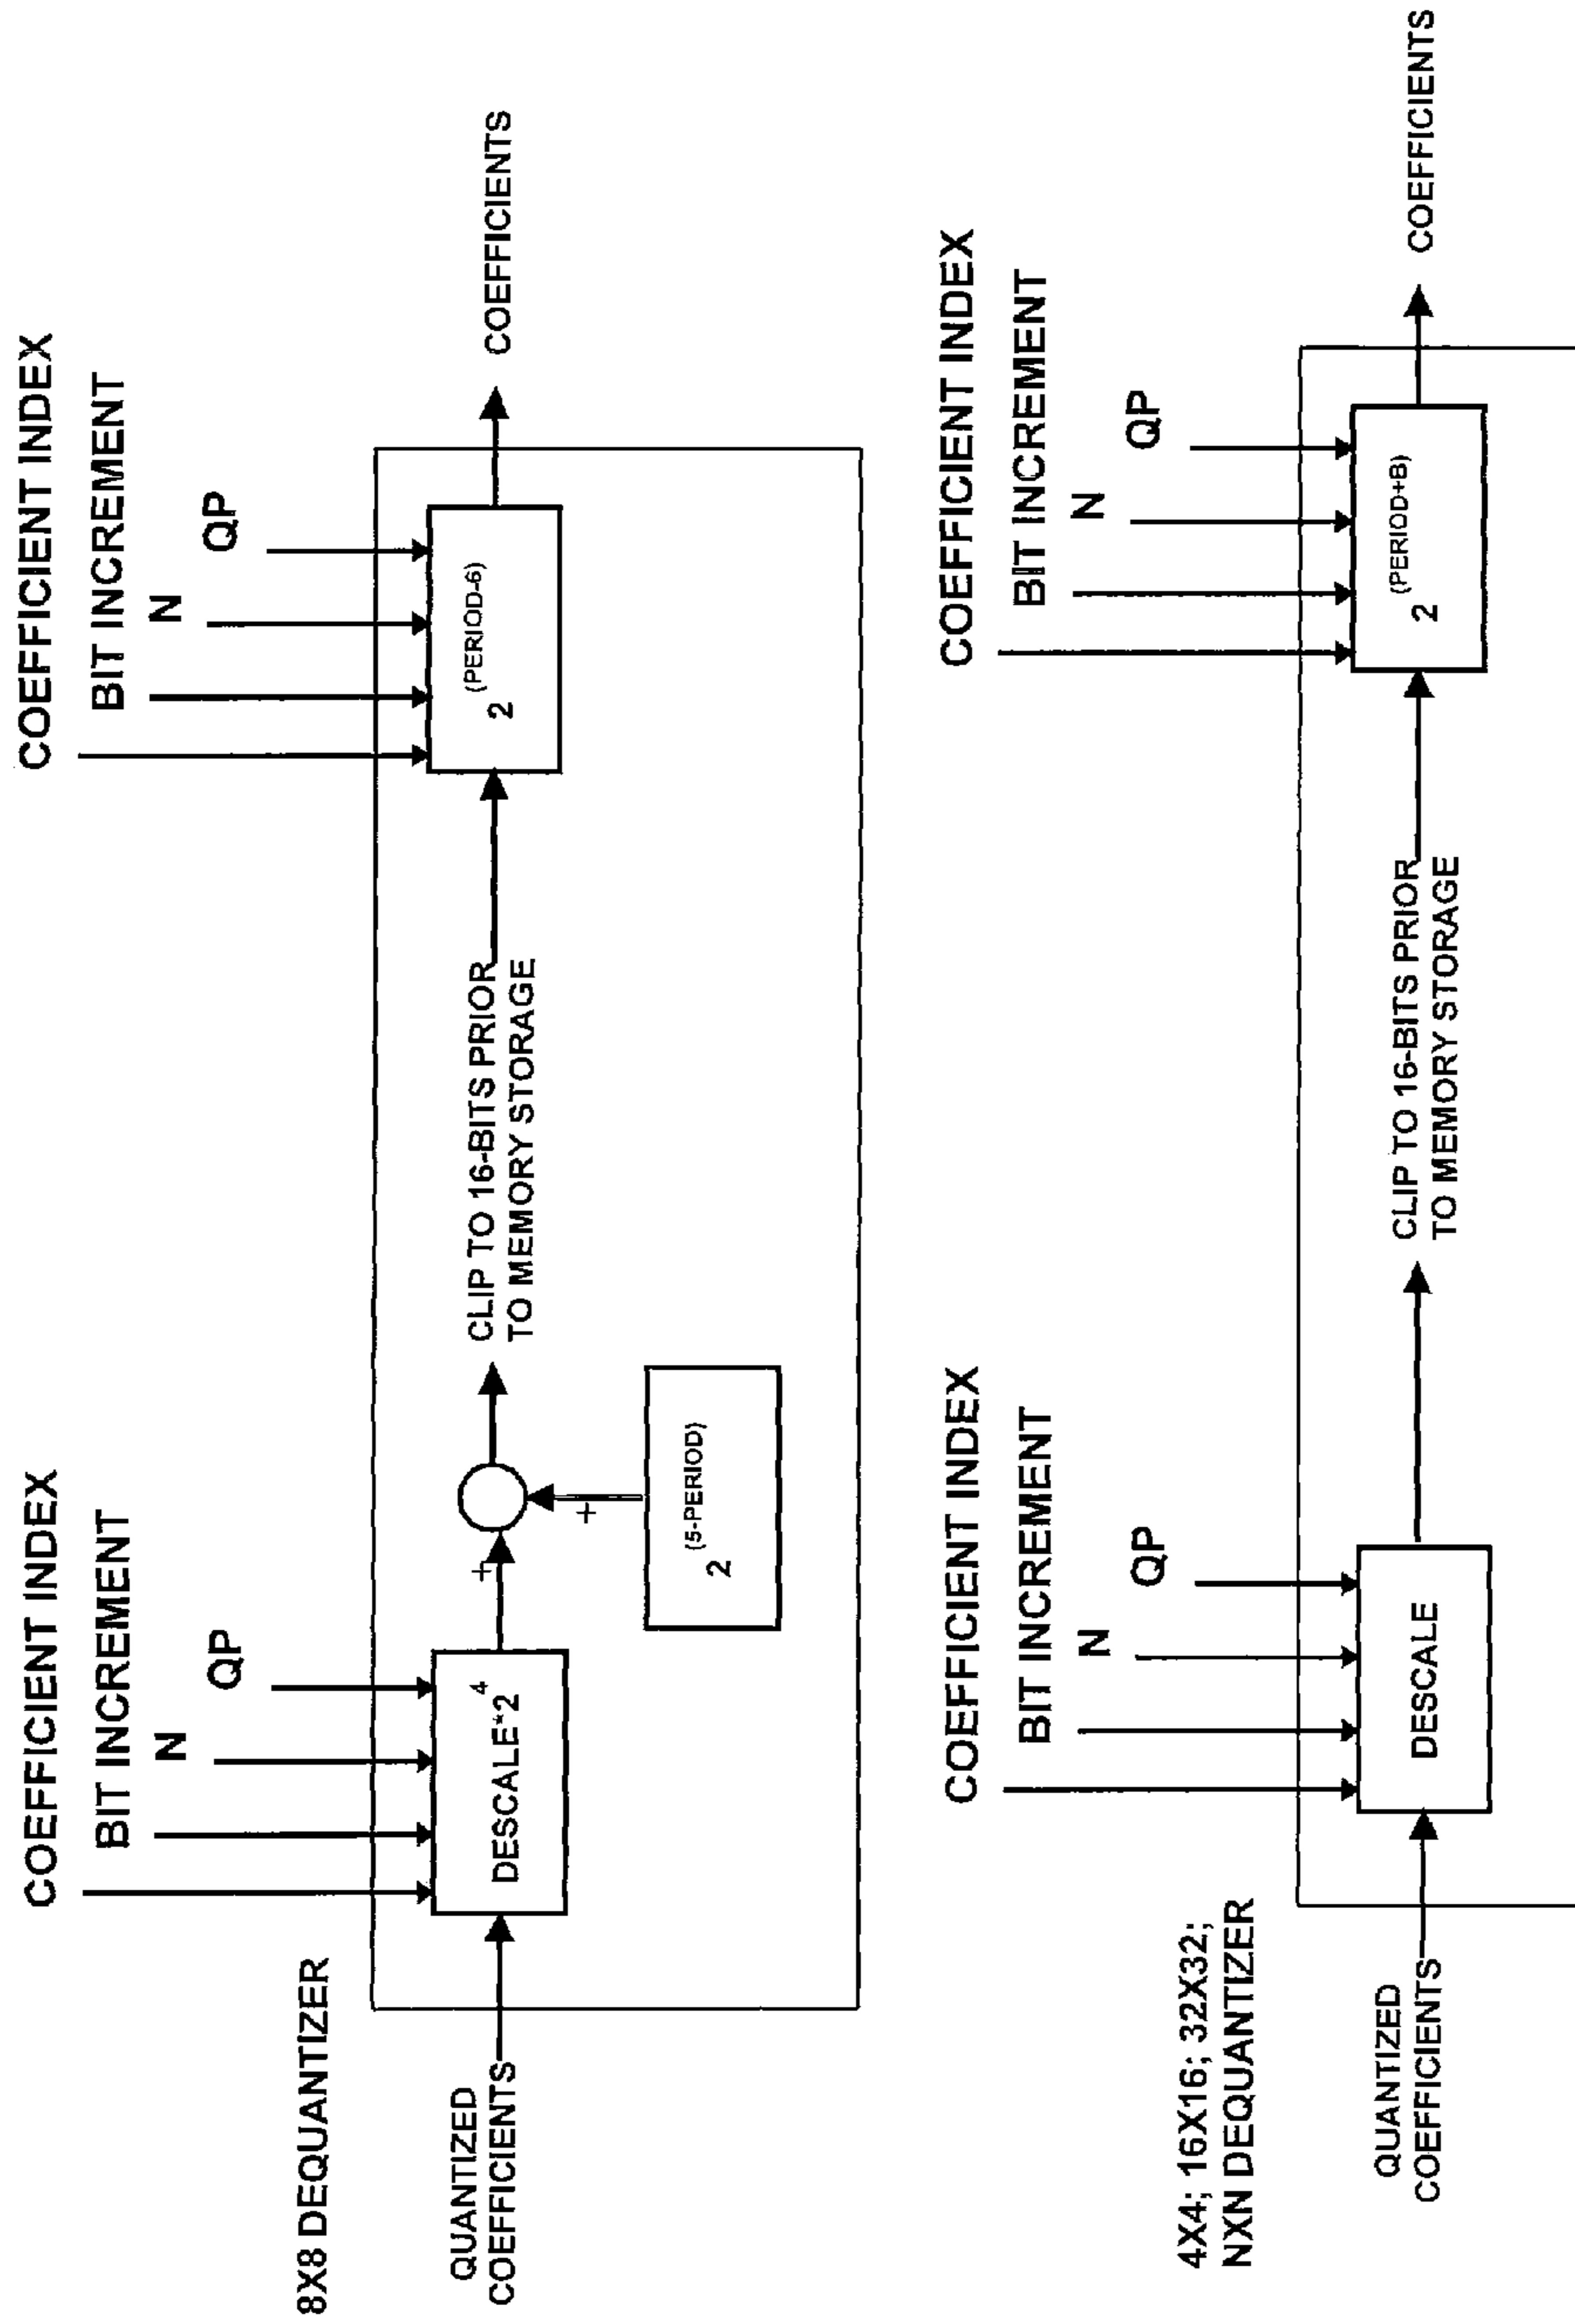 8X8 DEQUANTIZER
COEFFICIENT INDEX
BIT INCREMENT
N
QP
QUANTIZED
COEFFICIENTS
DESCALE*2^4
+
+
2^(5-PERIOD)
CLIP TO 16-BITS PRIOR
TO MEMORY STORAGE
COEFFICIENT INDEX
BIT INCREMENT
N
QP
2^(PERIOD-6)
COEFFICIENTS
4X4; 16X16; 32X32;
NXN DEQUANTIZER
COEFFICIENT INDEX
BIT INCREMENT
N
QP
QUANTIZED
COEFFICIENTS
DESCALE
CLIP TO 16-BITS PRIOR
TO MEMORY STORAGE
COEFFICIENT INDEX
BIT INCREMENT
N
QP
2^(PERIOD+B)
COEFFICIENTS